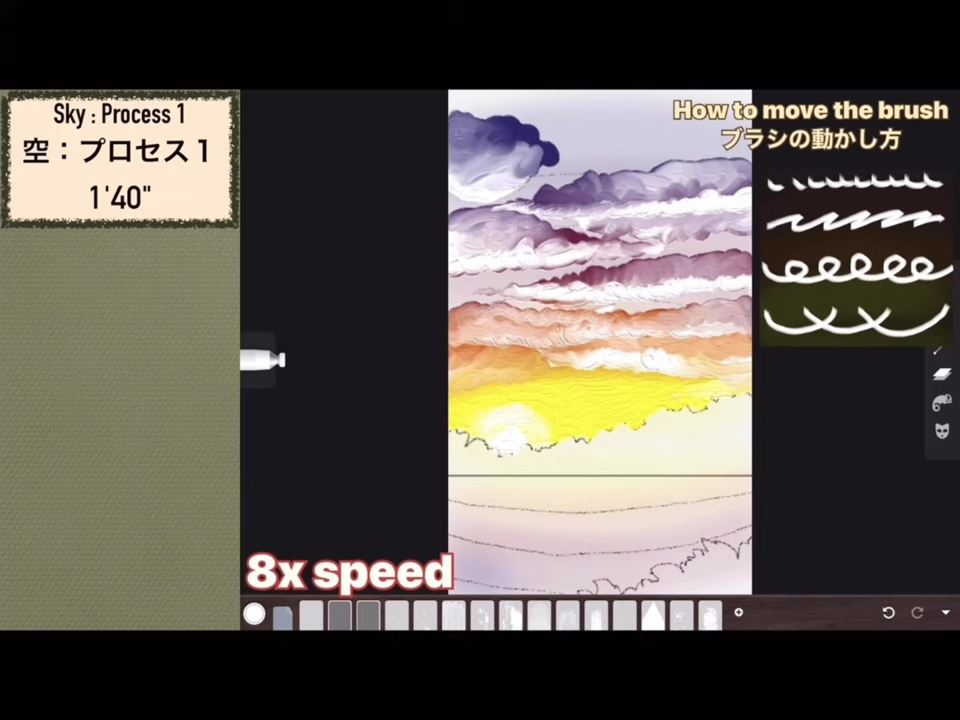 Sky : Process 1
空：プロセス１
1'40"
How to move the brush
ブラシの動かし方
8x speed